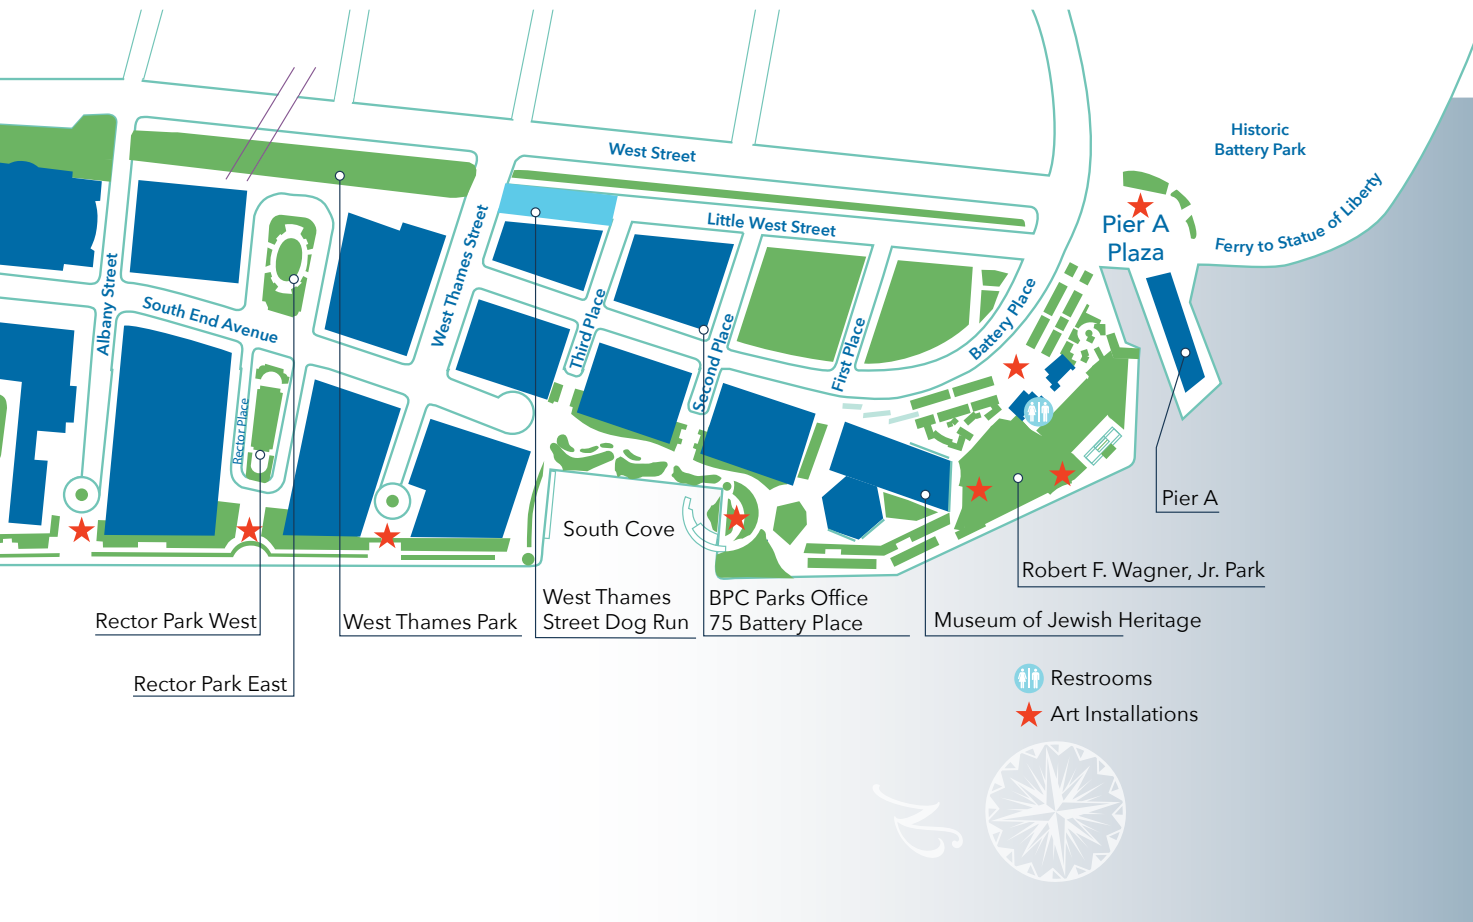 Historic
Battery Park
West Street
Pier A
Plaza
Ferry to Statue of Liberty
Little West Street
West Thames Street
Albany Street
South End Avenue
Third Place
Second Place
First Place
Battery Place
Rector Place
South Cove
Pier A
Robert F. Wagner, Jr. Park
West Thames
Street Dog Run
BPC Parks Office
75 Battery Place
Museum of Jewish Heritage
Rector Park West
West Thames Park
Rector Park East
Restrooms
Art Installations
N